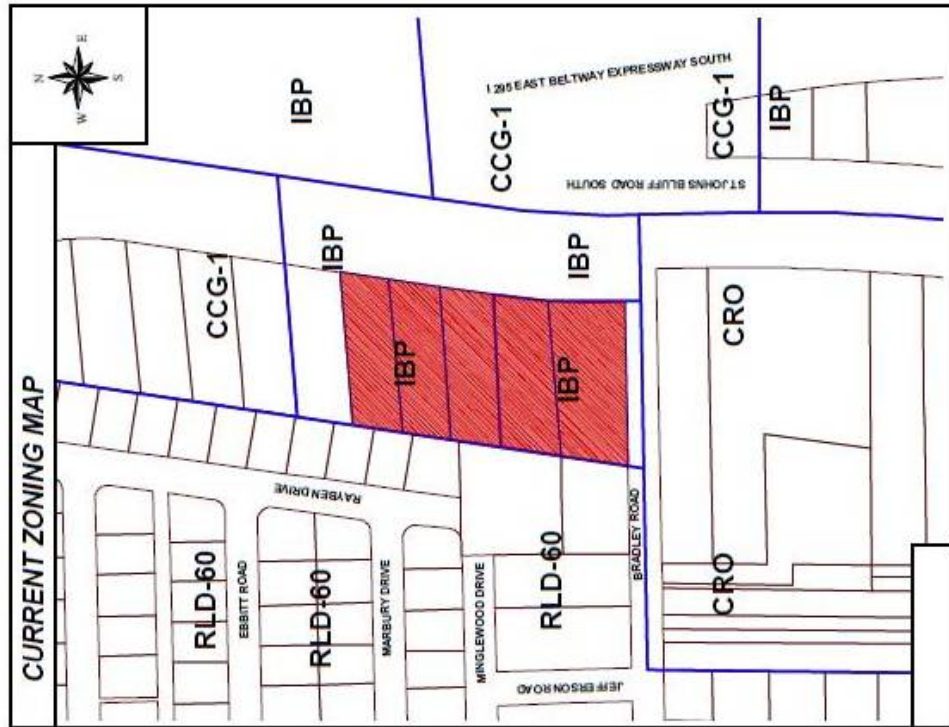 CURRENT ZONING MAP
N
E
S
W
IBP
I 295 EAST BELTWAY EXPRESSWAY SOUTH
CCG-1
CCG-1
IBP
ST JOHNS BLUFF ROAD SOUTH
IBP
IBP
CCG-1
IBP
IBP
CRO
CRO
RAYBEN DRIVE
RLD-60
EBBITT ROAD
RLD-60
MARBURY DRIVE
MINGLEWOOD DRIVE
RLD-60
BRADLEY ROAD
JEFFERSON ROAD